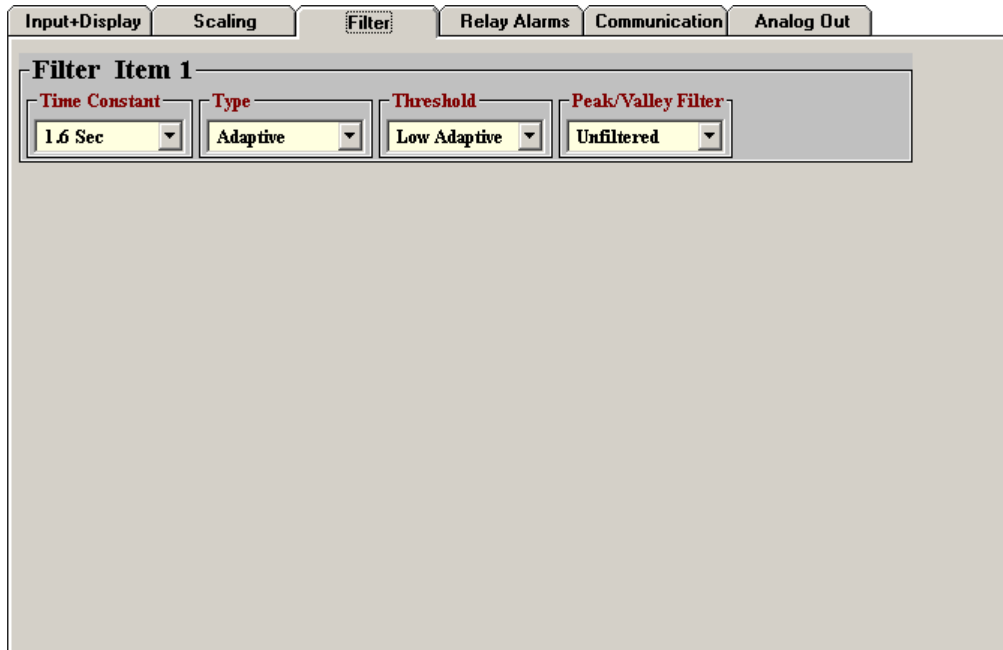 Input+Display Scaling Filter Relay Alarms Communication Analog Out
Filter Item 1
Time Constant Type Threshold Peak/Valley Filter
1.6 Sec Adaptive Low Adaptive Unfiltered